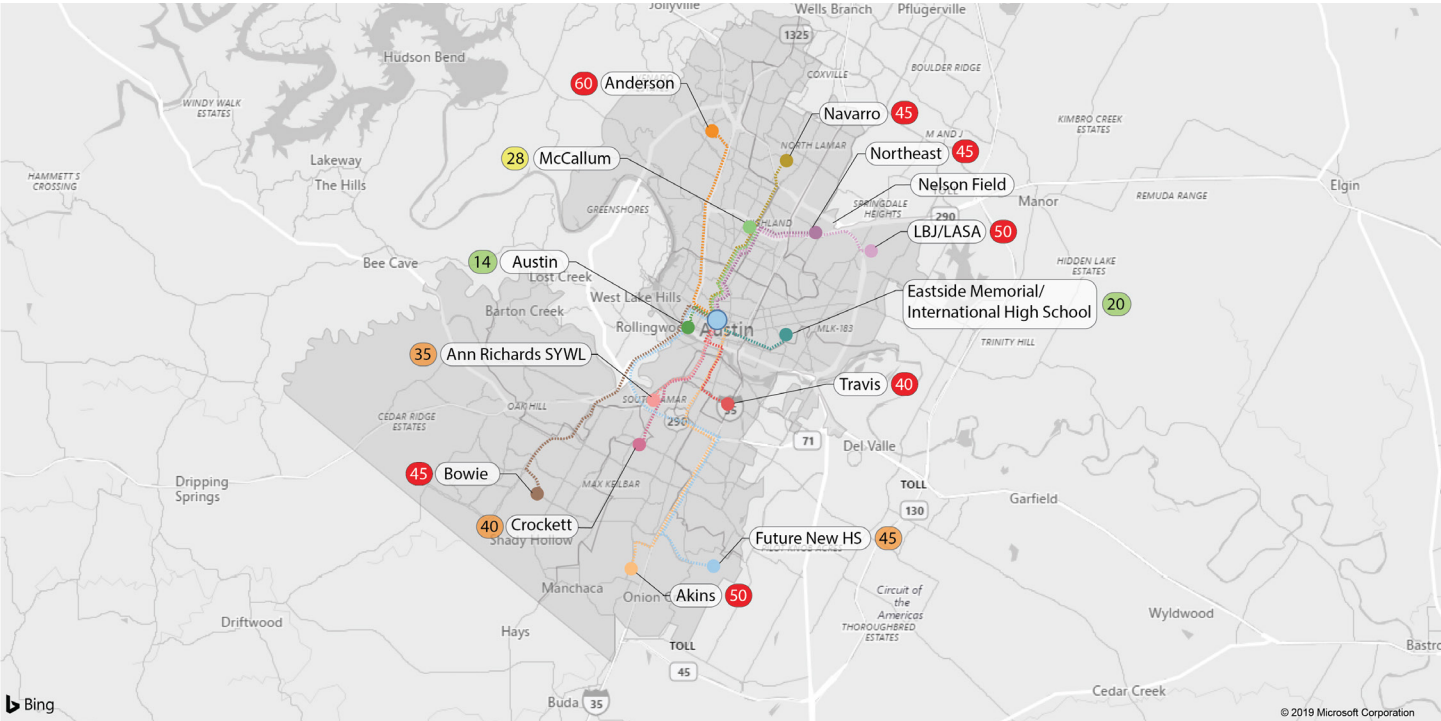 Jollyville
Wells Branch
Pflugerville
1325
Hudson Bend
COXVILLE
BOULDER RIDGE
60 Anderson
WINDY WALK
ESTATES
Navarro 45
KIMBRO CREEK
ESTATES
M AND J
NORTH LAMAR
28 McCallum
Northeast 45
Lakeway
The Hills
HAMMETT'S
CROSSING
Nelson Field
Elgin
REMUDA RANGE
Manor
GREENSHORES
SPRINGDALE
HEIGHTS
290
HLAND
LBJ/LASA 50
14 Austin
Bee Cave
Lost Creek
HIDDEN LAKE
ESTATES
West Lake Hills
Eastside Memorial/
International High School 20
Barton Creek
Rollingwoo
Austin
MLK-183
TRINITY HILL
35 Ann Richards SYWL
Travis 40
OAK HILL
SOUTH LAMAR
35
CEDAR RIDGE
ESTATES
290
71
Del Valle
45 Bowie
MAX KEILBAR
Dripping
Springs
TOLL
130
Garfield
40 Crockett
Shady Hollow
Future New HS 45
Manchaca
Onion C
Akins 50
Circuit of
the
Americas
THOROUGHBRED
ESTATES
Wyldwood
Driftwood
Hays
TOLL
45
Bastro
Buda
35
Cedar Creek
Bing
© 2019 Microsoft Corporation